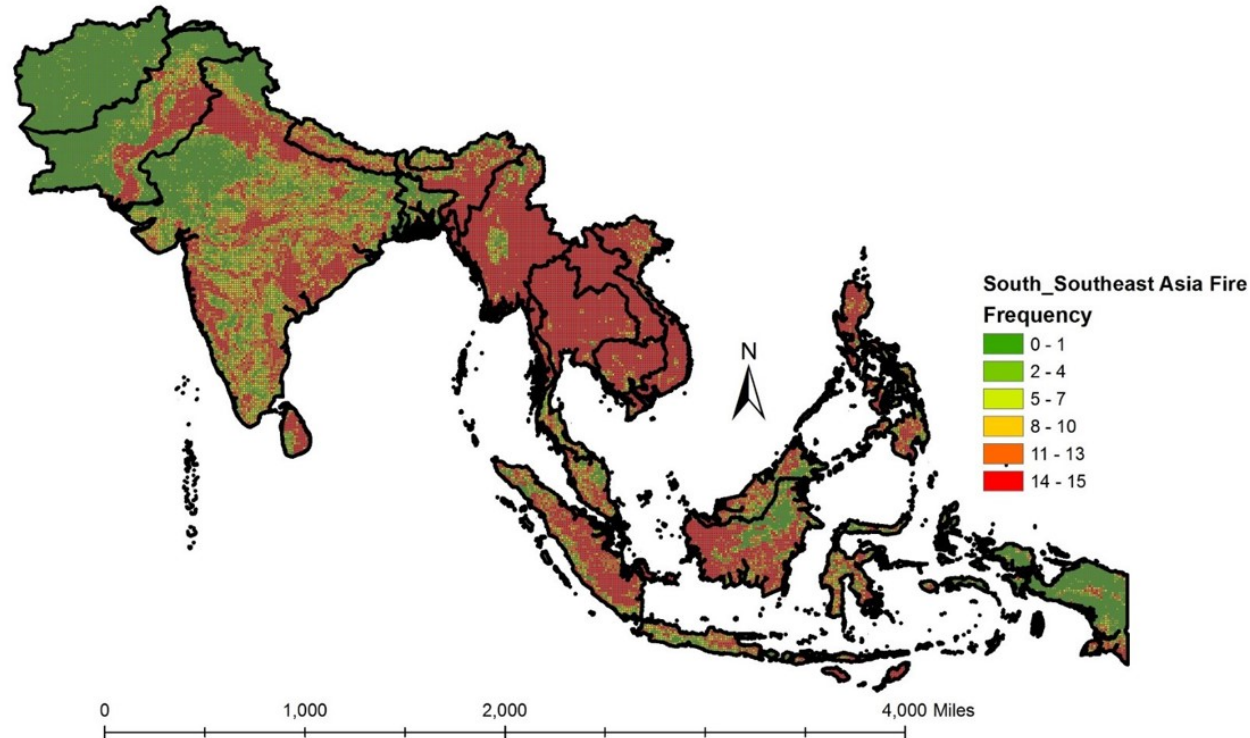 N
South_Southeast Asia Fire
Frequency
0 - 1
2 - 4
5 - 7
8 - 10
11 - 13
14 - 15
0 1,000 2,000 4,000 Miles